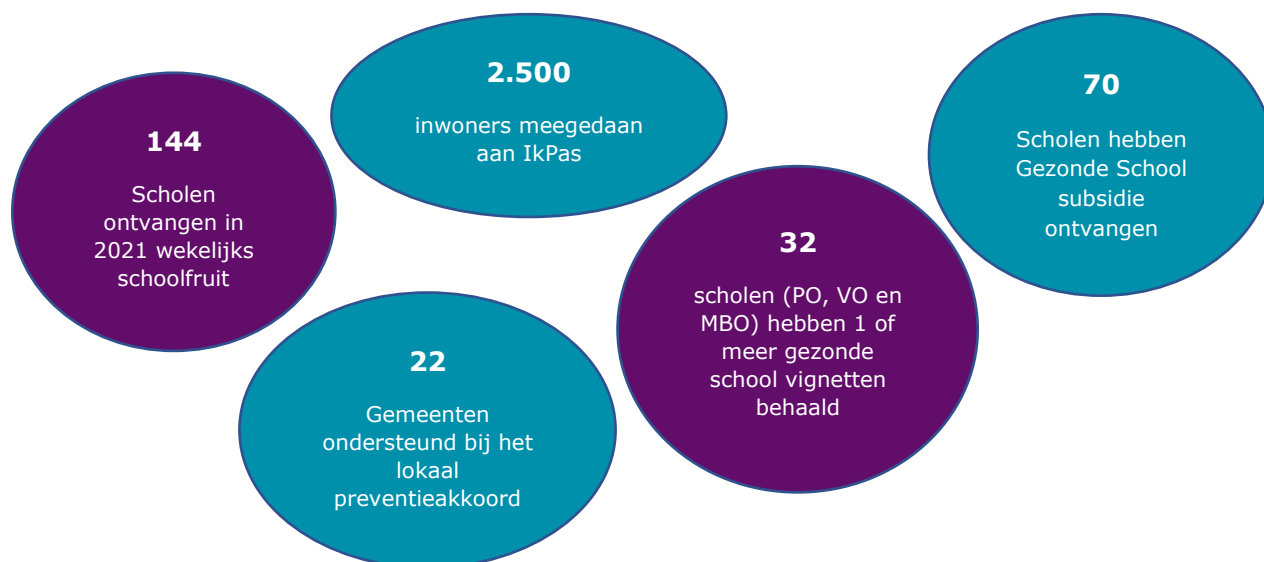 144
Scholen
ontvangen in
2021 wekelijks
schoolfruit
2.500
inwoners meegedaan
aan IkPas
70
Scholen hebben
Gezonde School
subsidie
ontvangen
32
scholen (PO, VO en
MBO) hebben 1 of
meer gezonde
school vignetten
behaald
22
Gemeenten
ondersteund bij het
lokaal
preventieakkoord